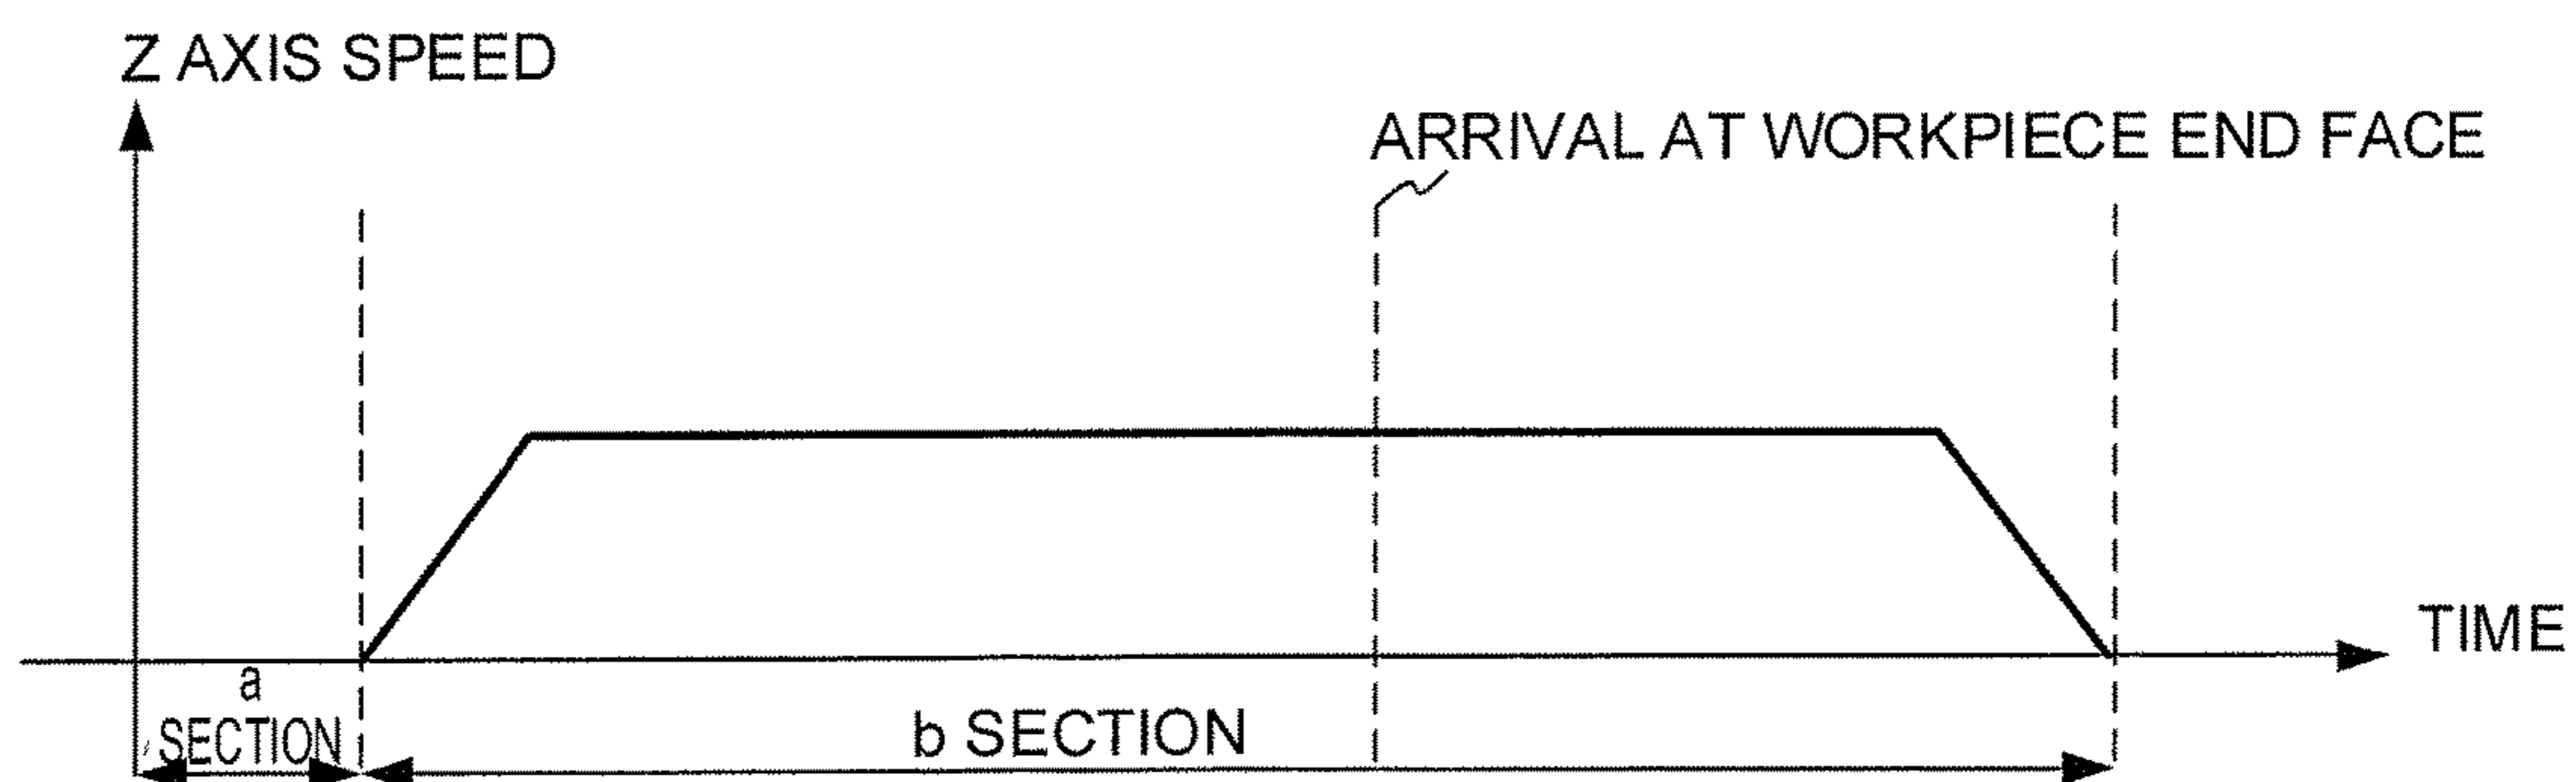 Z AXIS SPEED
ARRIVAL AT WORKPIECE END FACE
TIME
a
SECTION
b SECTION